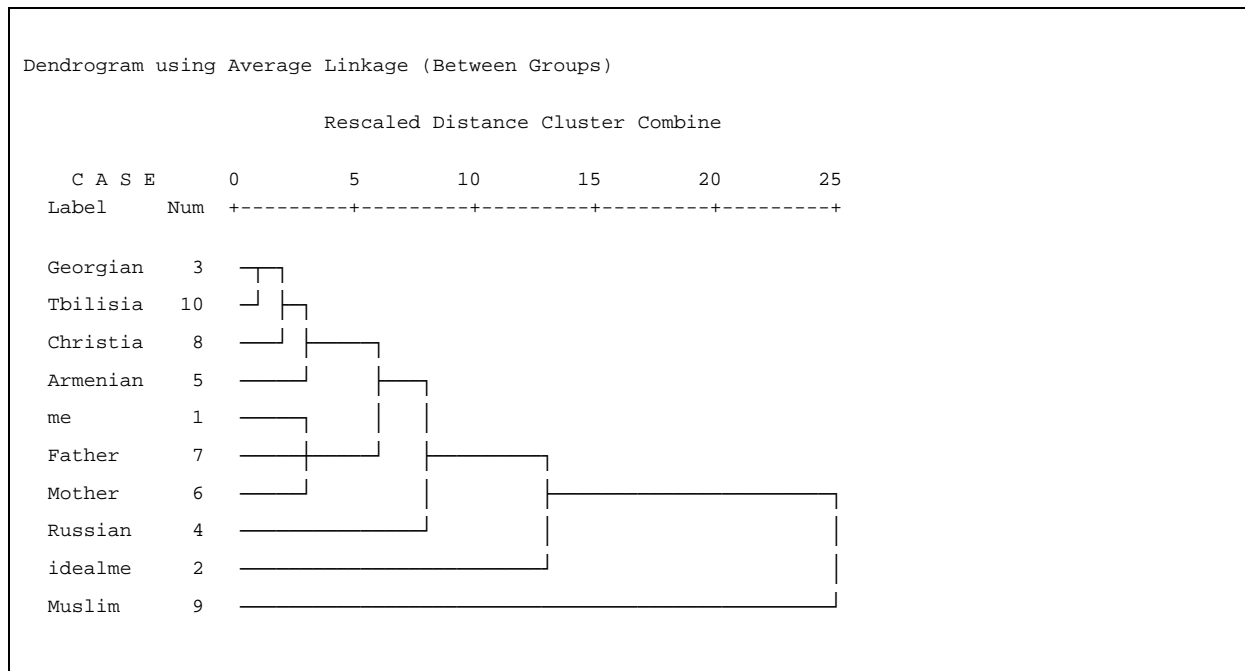 Dendrogram using Average Linkage (Between Groups)
Rescaled Distance Cluster Combine
C A S E 0 5 10 15 20 25
Label Num +---------+---------+---------+---------+---------+
Georgian 3
Tbilisia 10
Christia 8
Armenian 5
me 1
Father 7
Mother 6
Russian 4
idealme 2
Muslim 9